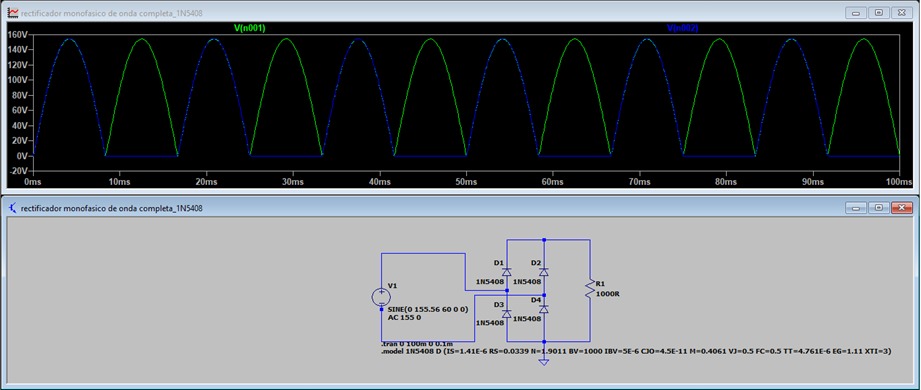 rectificador monofasico de onda completa_1N5408
V(n001)
V(n002)
160V
140V
120V
100V
80V
60V
40V
20V
0V
-20V
0ms
10ms
20ms
30ms
40ms
50ms
60ms
70ms
80ms
90ms
100ms
rectificador monofasico de onda completa_1N5408
D1
D2
1N5408
1N5408
V1
R1
1000R
SINE(0 155.56 60 0 0)
AC 155 0
D3
D4
1N5408
1N5408
.tran 0 100m 0 0.1m
.model 1N5408 D (IS=1.41E-6 RS=0.0339 N=1.9011 BV=1000 IBV=5E-6 CJO=4.5E-11 M=0.4061 VJ=0.5 FC=0.5 TT=4.761E-6 EG=1.11 XTI=3)